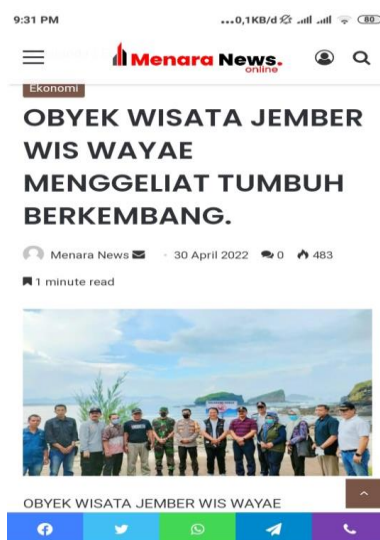 9:31 PM
...0,1KB/d
80
Menara News.
online
Ekonomi
OBYEK WISATA JEMBER
WIS WAYAE
MENGGELIAT TUMBUH
BERKEMBANG.
Menara News
30 April 2022
0
483
1 minute read
OBYEK WISATA JEMBER WIS WAYAE